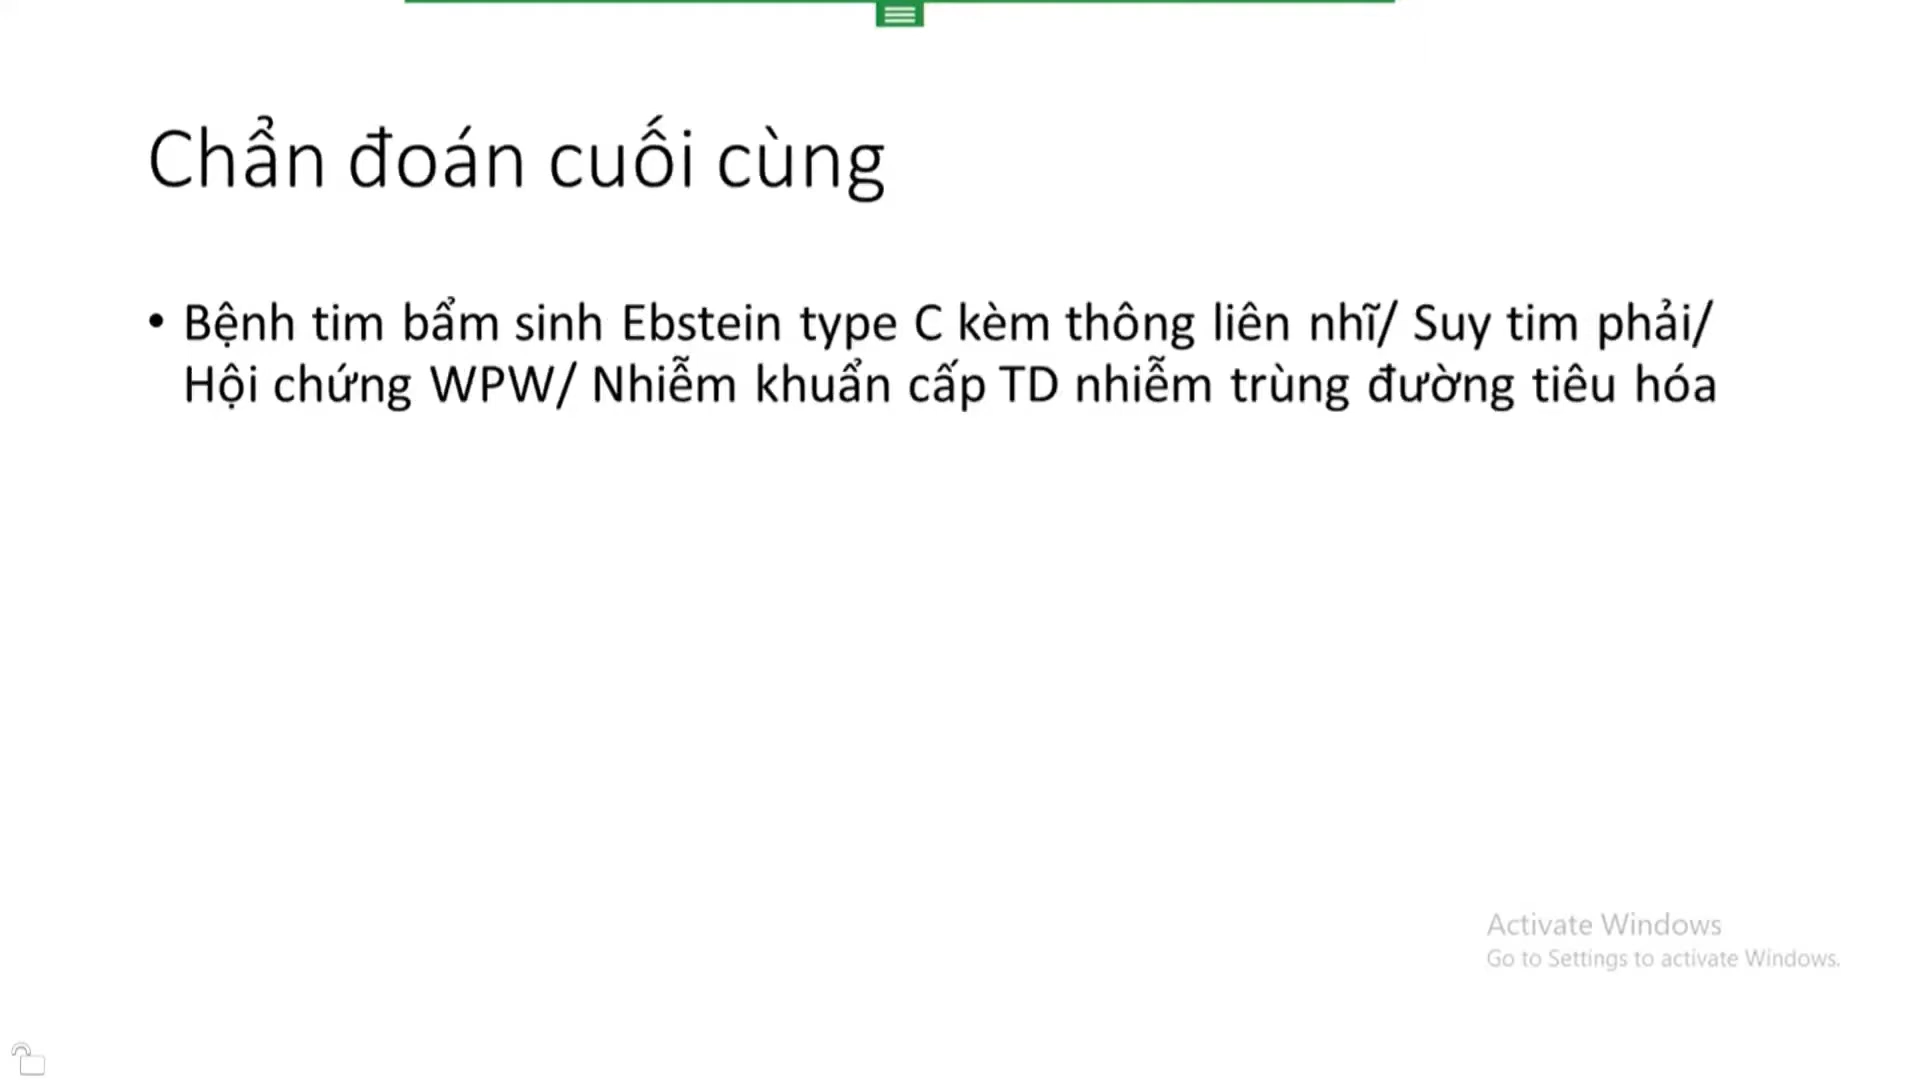 Chẩn đoán cuối cùng
• Bệnh tim bẩm sinh Ebstein type C kèm thông liên nhĩ/ Suy tim phải/
Hội chứng WPW/ Nhiễm khuẩn cấp TD nhiễm trùng đường tiêu hóa
Activate Windows
Go to Settings to activate Windows.